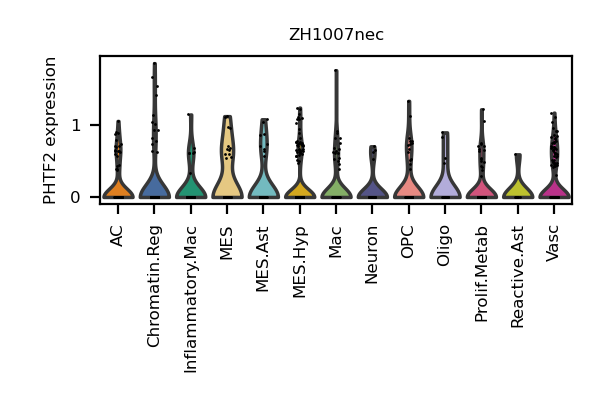 ZH1007nec
PHTF2 expression
1
0
AC
Chromatin.Reg
Inflammatory.Mac
MES
MES.Ast
MES.Hyp
Mac
Neuron
OPC
Oligo
Prolif.Metab
Reactive.Ast
Vasc